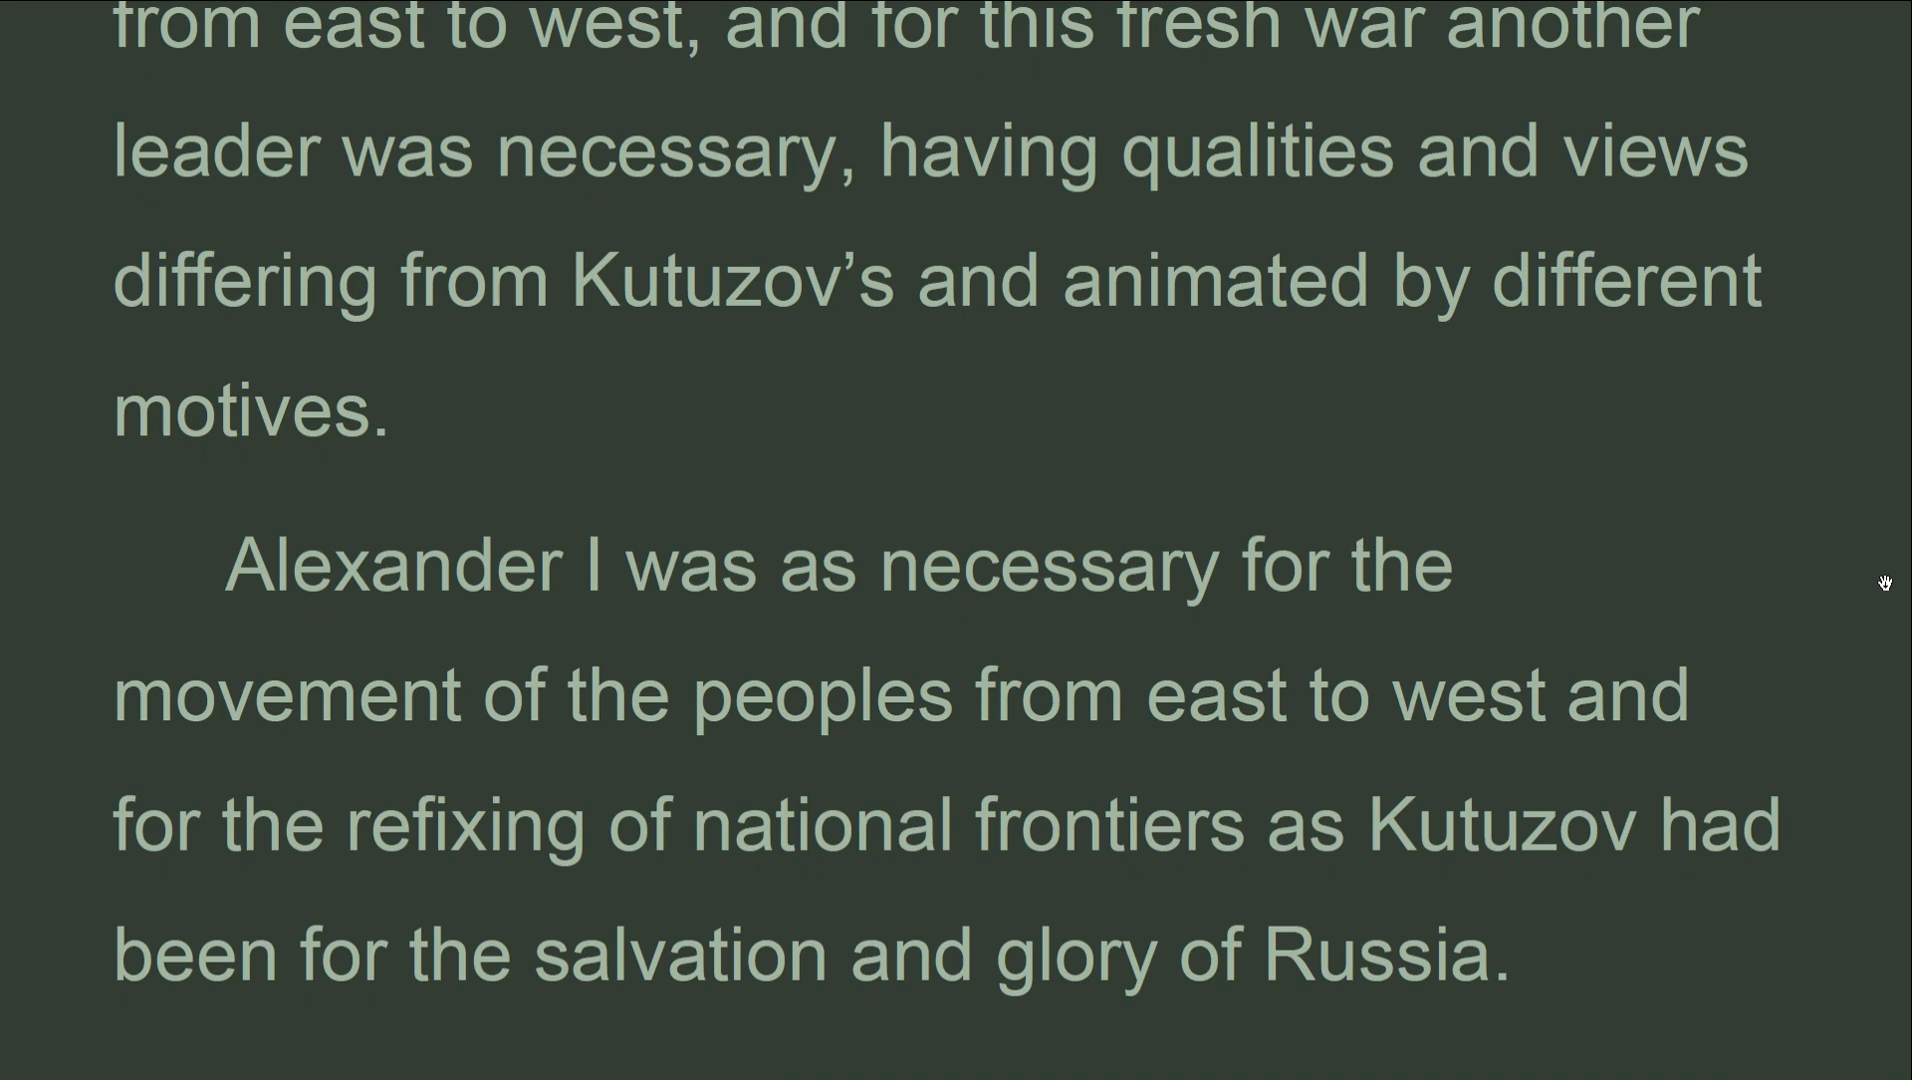 from east to west, and for this fresh war another
leader was necessary, having qualities and views
differing from Kutuzov’s and animated by different
motives.
Alexander I was as necessary for the
movement of the peoples from east to west and
for the refixing of national frontiers as Kutuzov had
been for the salvation and glory of Russia.